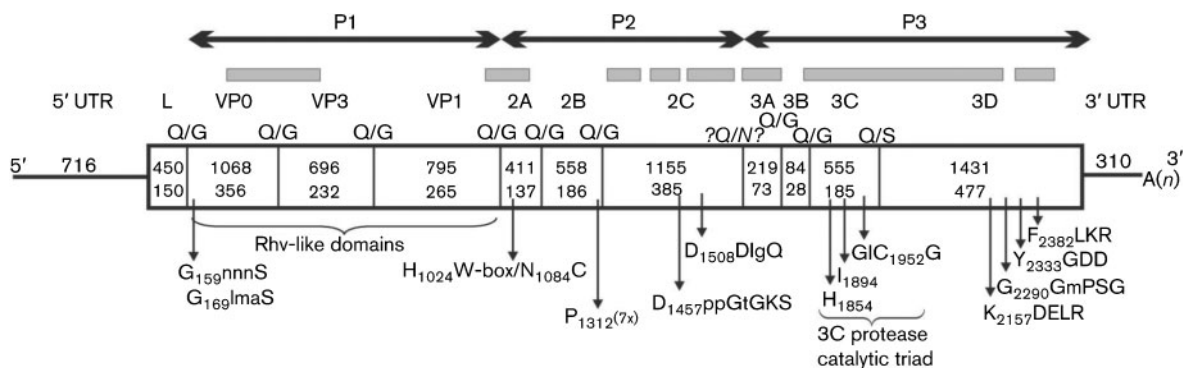 P1 P2 P3
5′ UTR L VP0 VP3 VP1 2A 2B 2C 3A 3B 3C 3D 3′ UTR
Q/G Q/G Q/G Q/G Q/G Q/G ?Q/N? Q/G Q/G Q/S
5′ 716 450 1068 696 795 411 558 1155 219 84 555 1431 310 3′
150 356 232 265 137 186 385 73 28 185 477 A(n)
Rhv-like domains
G159nnnS
G169lmaS
H1024W-box/N1084C
P1312(7x)
D1508DlgQ
D1457ppGtGKS
GIC1952G
I1894
H1854
3C protease
catalytic triad
F2382LKR
Y2333GDD
G2290GmPSG
K2157DELR